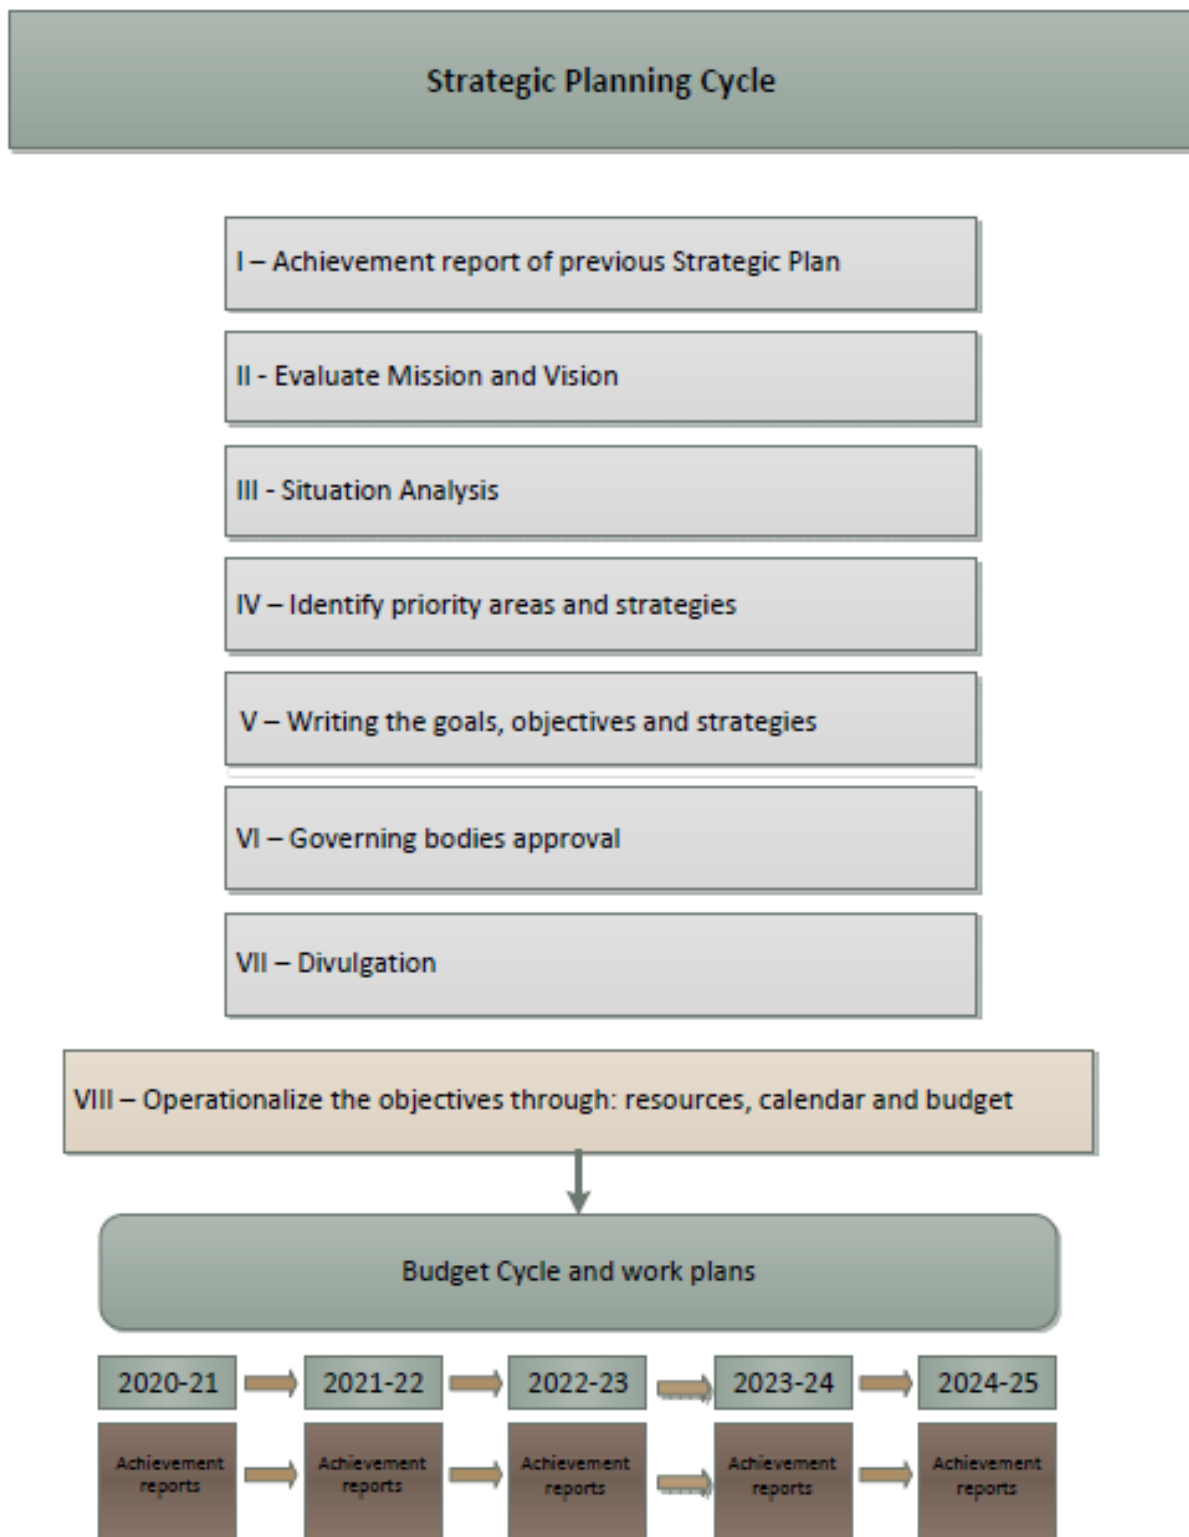 Strategic Planning Cycle
I – Achievement report of previous Strategic Plan
II - Evaluate Mission and Vision
III - Situation Analysis
IV – Identify priority areas and strategies
V – Writing the goals, objectives and strategies
VI – Governing bodies approval
VII – Divulgation
VIII – Operationalize the objectives through: resources, calendar and budget
Budget Cycle and work plans
2020-21
2021-22
2022-23
2023-24
2024-25
Achievement
reports
Achievement
reports
Achievement
reports
Achievement
reports
Achievement
reports